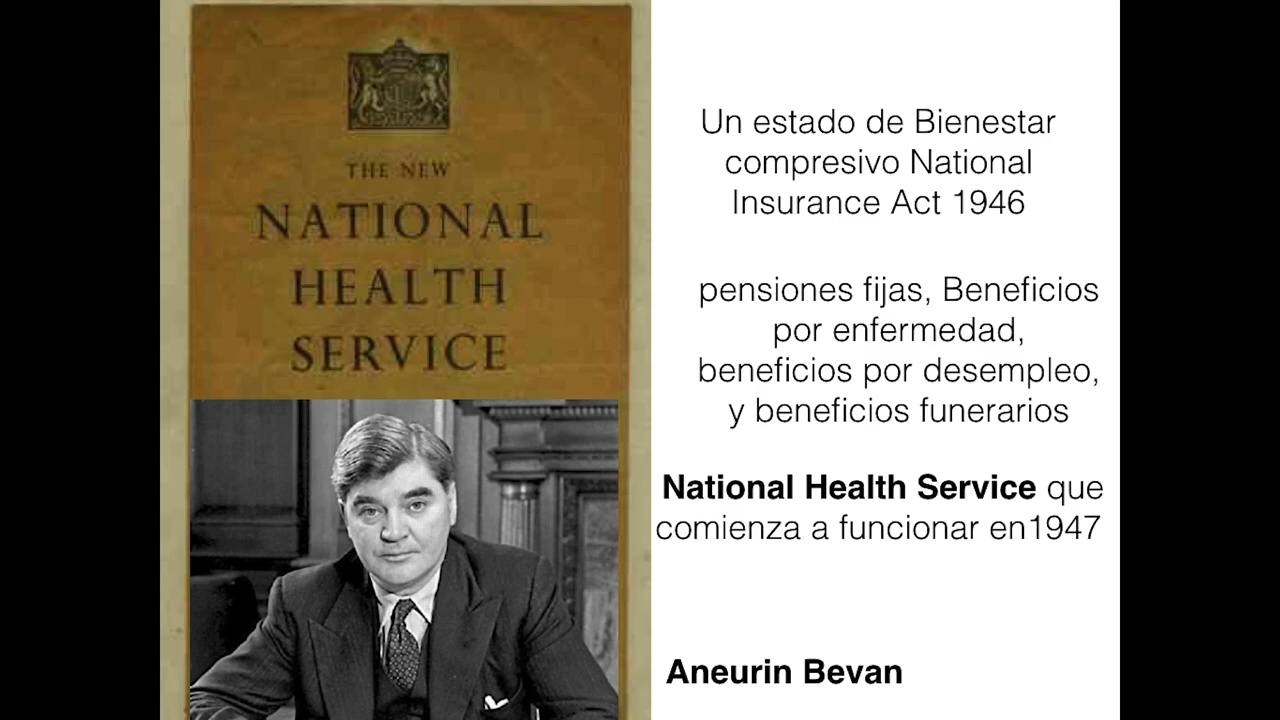 THE NEW
NATIONAL
HEALTH
SERVICE
Un estado de Bienestar
compresivo National
Insurance Act 1946
pensiones fijas, Beneficios
por enfermedad,
beneficios por desempleo,
y beneficios funerarios
National Health Service que
comienza a funcionar en1947
Aneurin Bevan